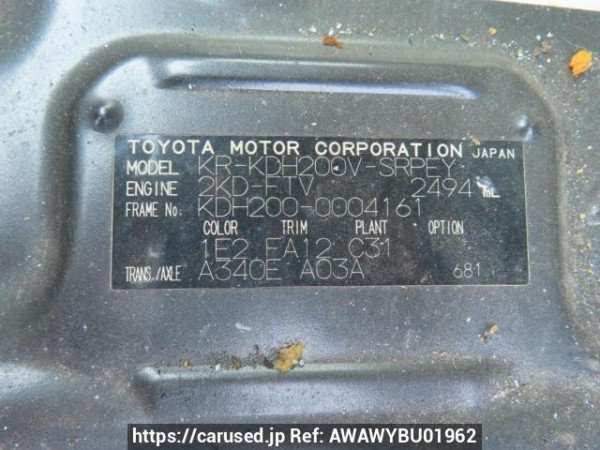 TOYOTA MOTOR CORPORATION JAPAN
MODEL KR-KDH200V-SRPEY
ENGINE 2KD-FTV 2494 mL
FRAME No. KDH200-0004161
COLOR TRIM PLANT OPTION
1E2 FA12 C31
TRANS./AXLE A340E A03A 681
https://carused.jp Ref: AWAWYBU01962